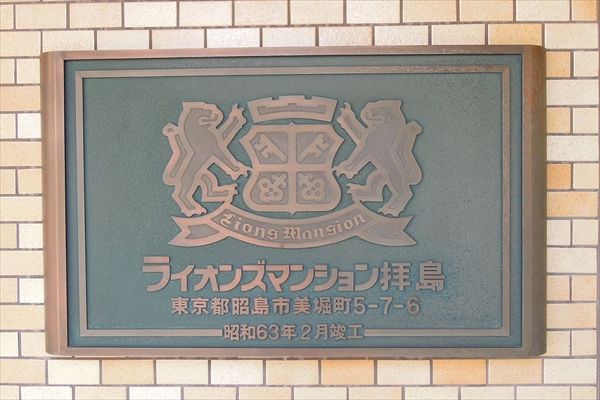 Lions Mansion
ライオンズマンション拝島
東京都昭島市美堀町5-7-6
昭和63年2月竣工